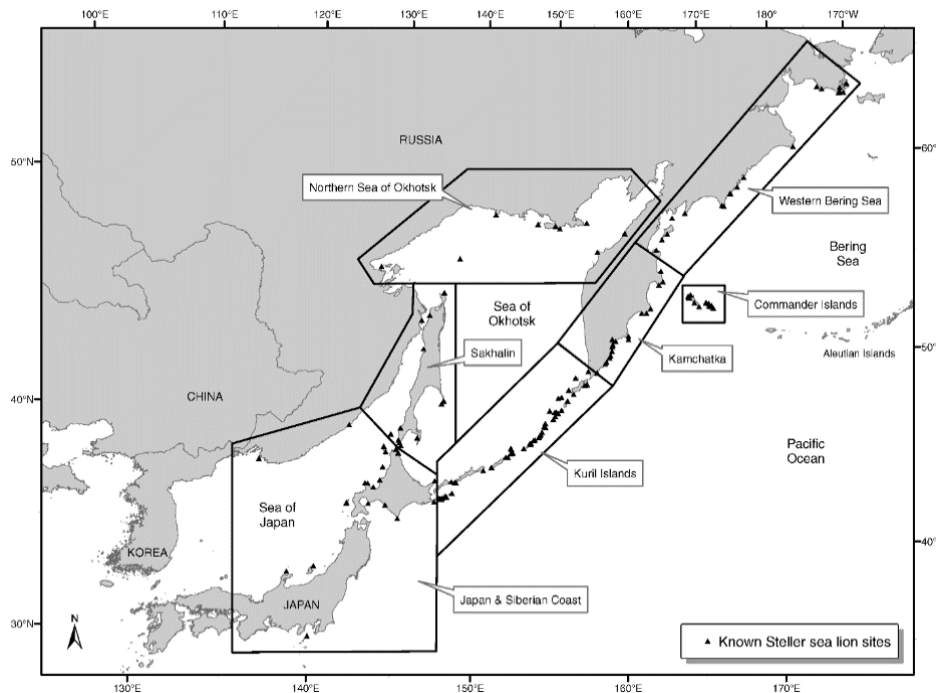 100°E 110°E 120°E 130°E 140°E 150°E 160°E 170°E 180° 170°W
RUSSIA
50°N
60°N
Northern Sea of Okhotsk
Western Bering Sea
Bering
Sea
Commander Islands
Sea of
Okhotsk
Sakhalin
50°N
Aleutian Islands
Kamchatka
CHINA
40°N
Pacific
Ocean
Kuril Islands
Sea of
Japan
40°N
KOREA
JAPAN
Japan & Siberian Coast
30°N
N
Known Steller sea lion sites
130°E 140°E 150°E 160°E 170°E